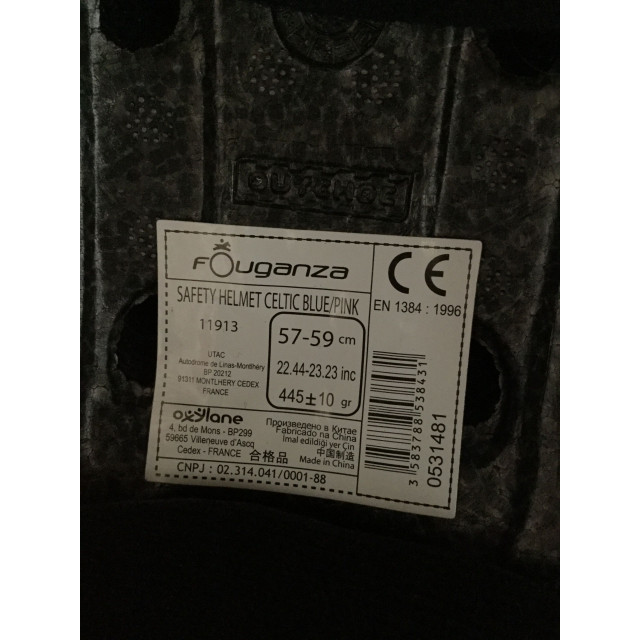 OUTCHOC
FOuganza
SAFETY HELMET CELTIC BLUE/PINK
11913
UTAC
Autodrome de Linas-Montlhéry
BP 20212
91311 MONTLHERY CEDEX
FRANCE
57-59 cm
22.44-23.23 inc
445±10 gr
CE
EN 1384 : 1996
oxylane
4, bd de Mons - BP299
59665 Villeneuve d'Ascq
Cedex - FRANCE 合格品
CNPJ : 02.314.041/0001-88
Произведено в Китае
Fabricado na China
İmal edildiği yer Çin
中国制造
Made in China
3 583788 538431
0531481